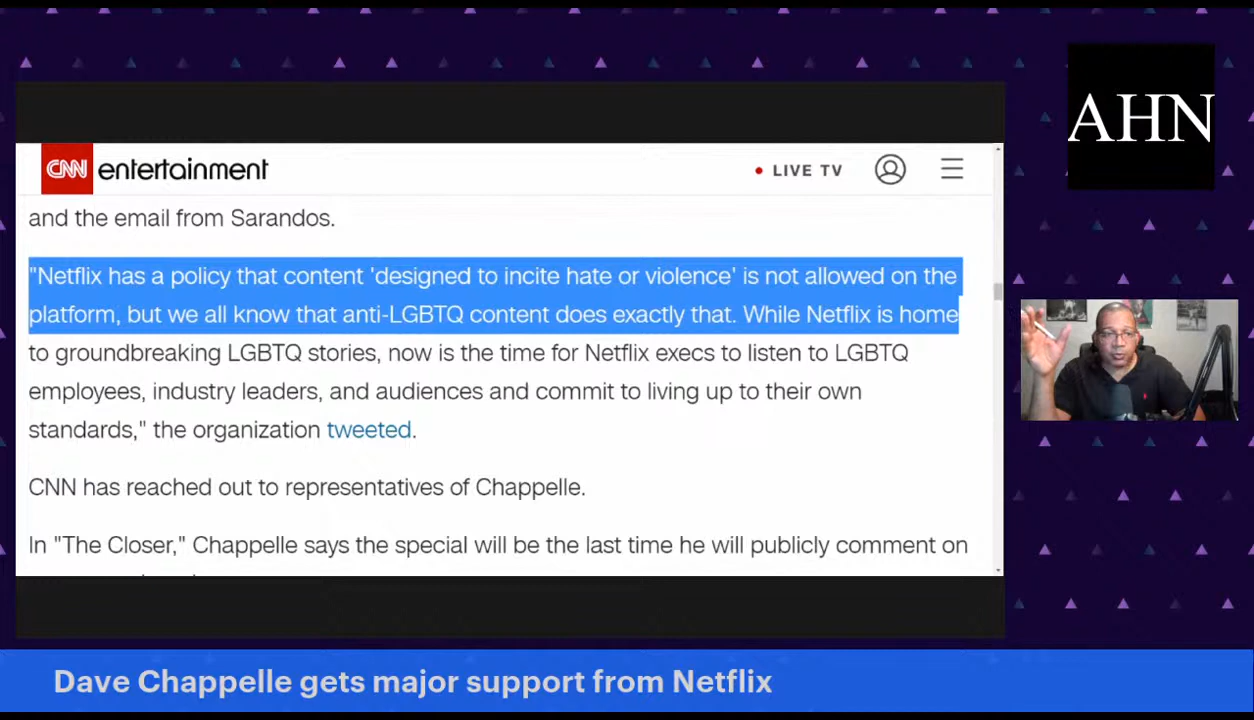 AHN
CNN entertainment
LIVE TV
and the email from Sarandos.
"Netflix has a policy that content 'designed to incite hate or violence' is not allowed on the
platform, but we all know that anti-LGBTQ content does exactly that. While Netflix is home
to groundbreaking LGBTQ stories, now is the time for Netflix execs to listen to LGBTQ
employees, industry leaders, and audiences and commit to living up to their own
standards," the organization tweeted.
CNN has reached out to representatives of Chappelle.
In "The Closer," Chappelle says the special will be the last time he will publicly comment on
Dave Chappelle gets major support from Netflix